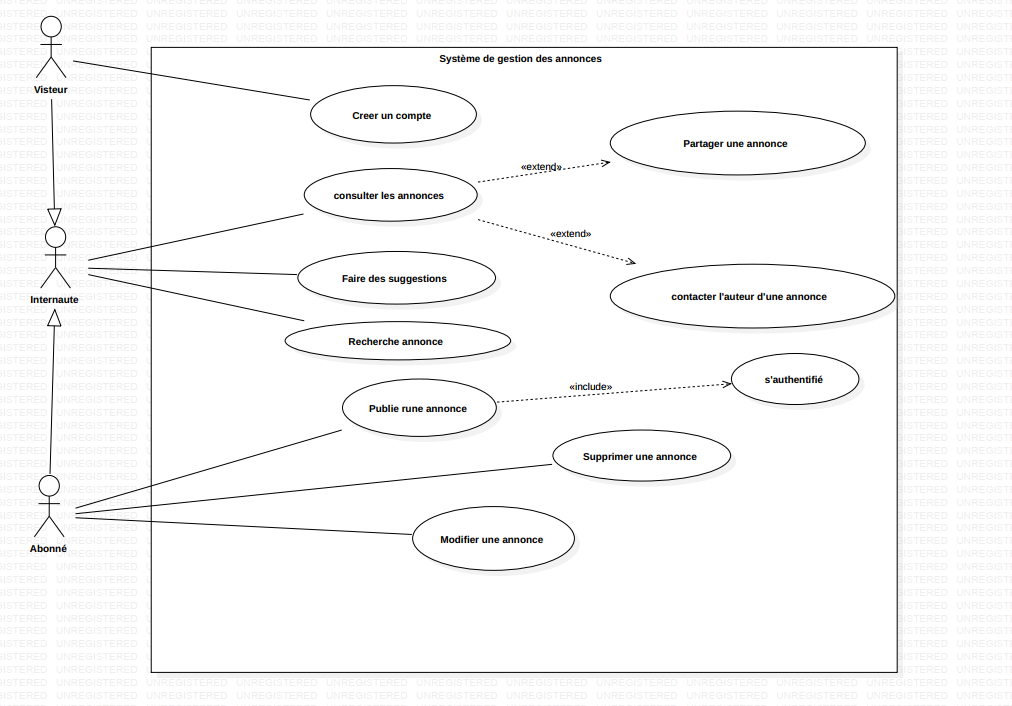 Système de gestion des annonces
Visteur
Creer un compte
Partager une annonce
«extend»
consulter les annonces
«extend»
Internaute
Faire des suggestions
contacter l'auteur d'une annonce
Recherche annonce
s'authentifié
«include»
Publie rune annonce
Supprimer une annonce
Abonné
Modifier une annonce
UNREGISTERED